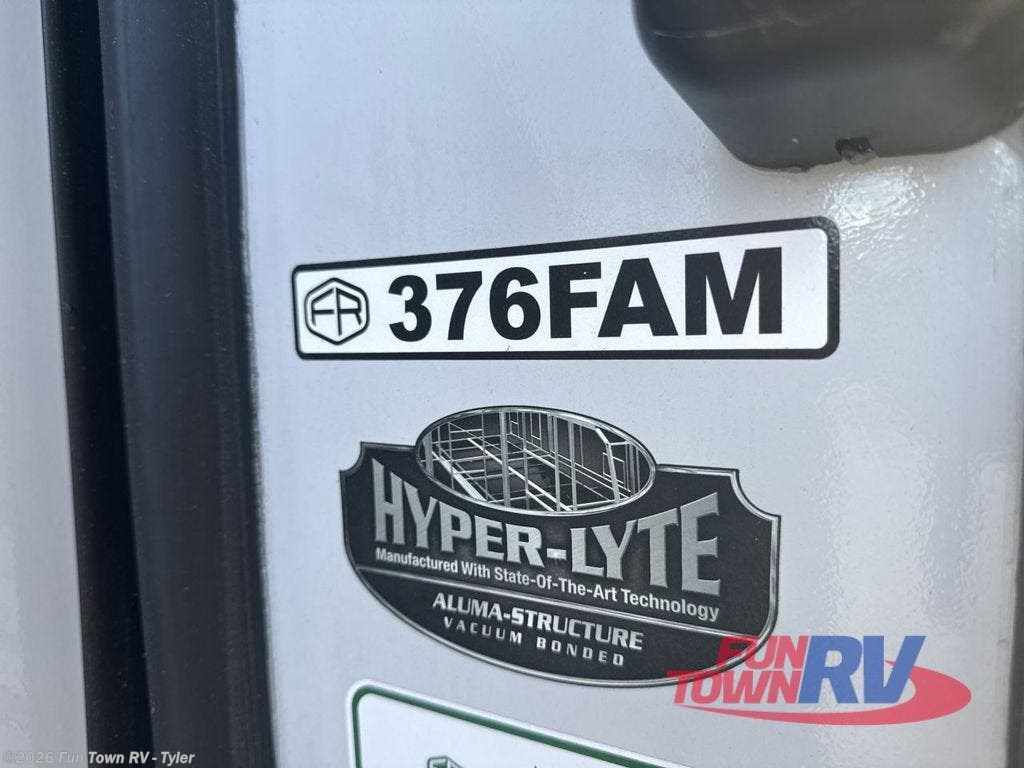 FR 376FAM
HYPER-LYTE
Manufactured With State-Of-The-Art Technology
ALUMA-STRUCTURE
VACUUM BONDED
FUN
TOWN RV
©2026 Fun Town RV - Tyler